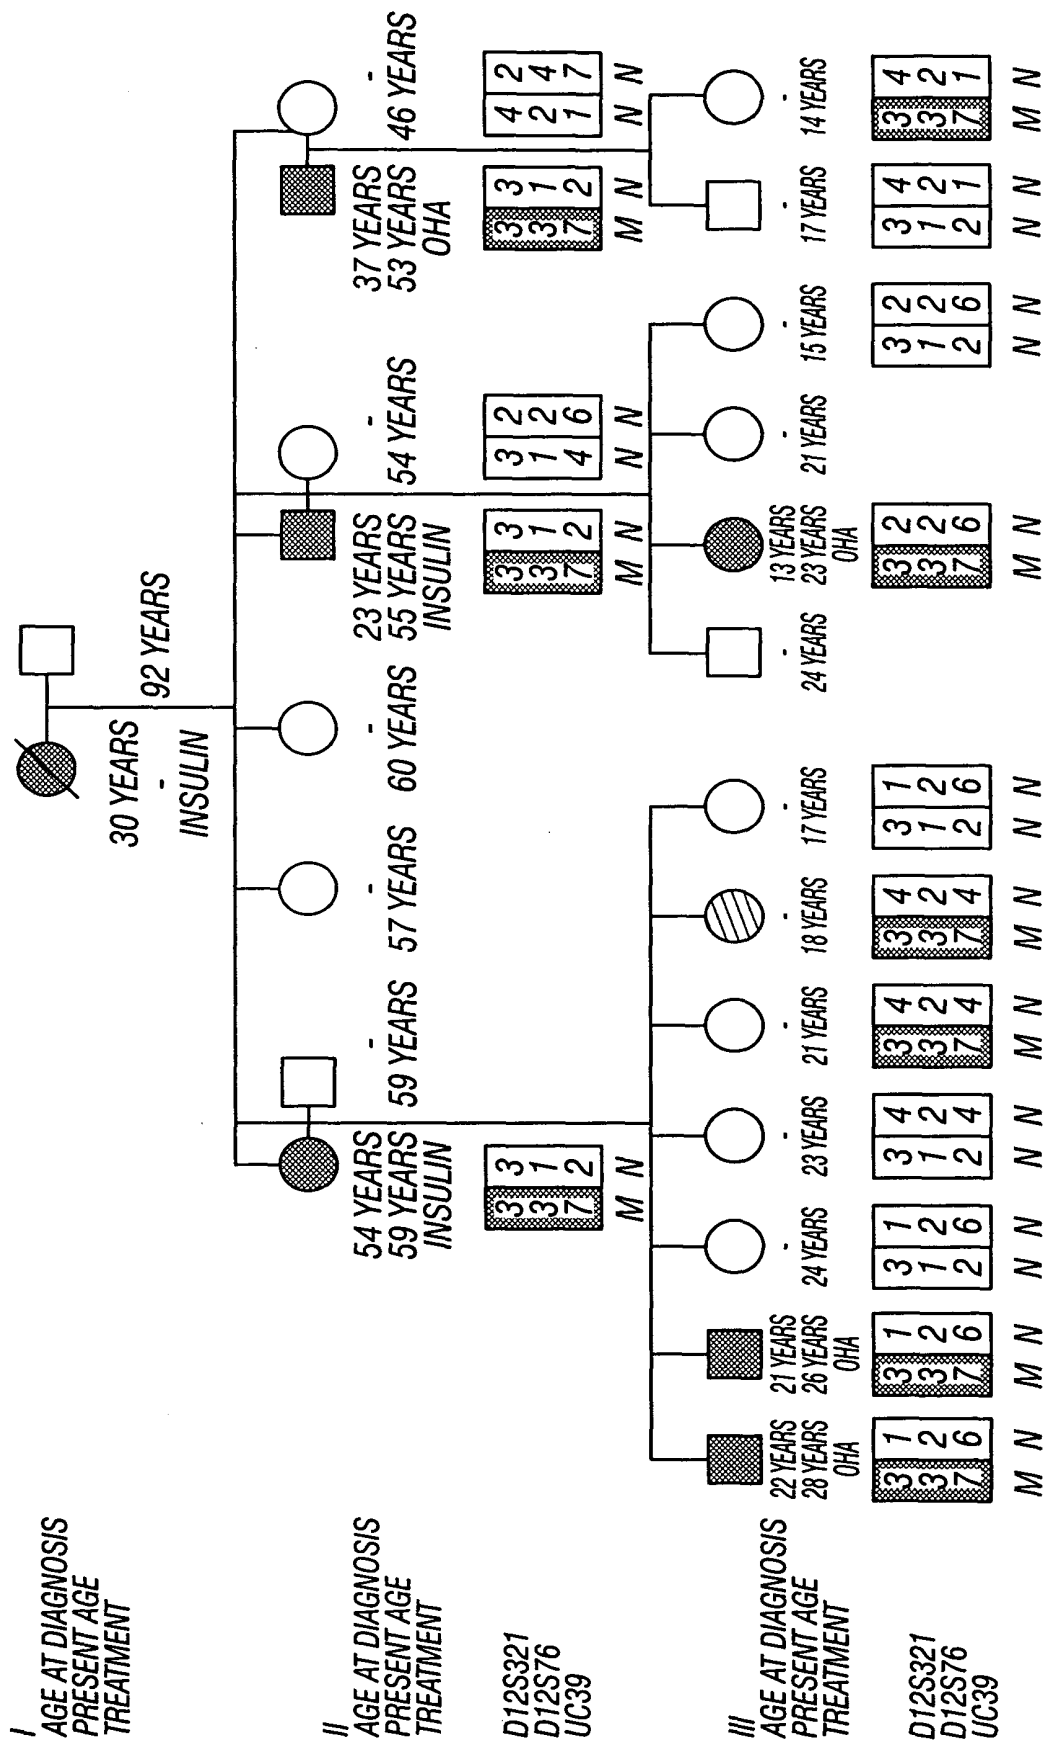 I
AGE AT DIAGNOSIS 30 YEARS
PRESENT AGE - 92 YEARS
TREATMENT INSULIN
II
AGE AT DIAGNOSIS 54 YEARS - - - 23 YEARS - 37 YEARS -
PRESENT AGE 59 YEARS 59 YEARS 57 YEARS 60 YEARS 55 YEARS 54 YEARS 53 YEARS 46 YEARS
TREATMENT INSULIN INSULIN OHA
D12S321 3 3 3 3 3 2 3 3 4 2
D12S76 3 1 3 1 1 2 3 1 2 4
UC39 7 2 7 2 4 6 7 2 1 7
M N M N N N M N N N
III
AGE AT DIAGNOSIS 22 YEARS 21 YEARS - - - - - - 13 YEARS - - - -
PRESENT AGE 28 YEARS 26 YEARS 24 YEARS 23 YEARS 21 YEARS 18 YEARS 17 YEARS 24 YEARS 23 YEARS 21 YEARS 15 YEARS 17 YEARS 14 YEARS
TREATMENT OHA OHA OHA
D12S321 3 1 3 1 3 1 3 4 3 4 3 4 3 1 3 2 3 2 3 4 3 4
D12S76 3 2 3 2 1 2 1 2 3 2 3 2 1 2 3 2 1 2 1 2 3 2
UC39 7 6 7 6 2 6 2 4 7 4 7 4 2 6 7 6 2 6 2 1 7 1
M N M N N N N N M N M N N N M N N N N N M N